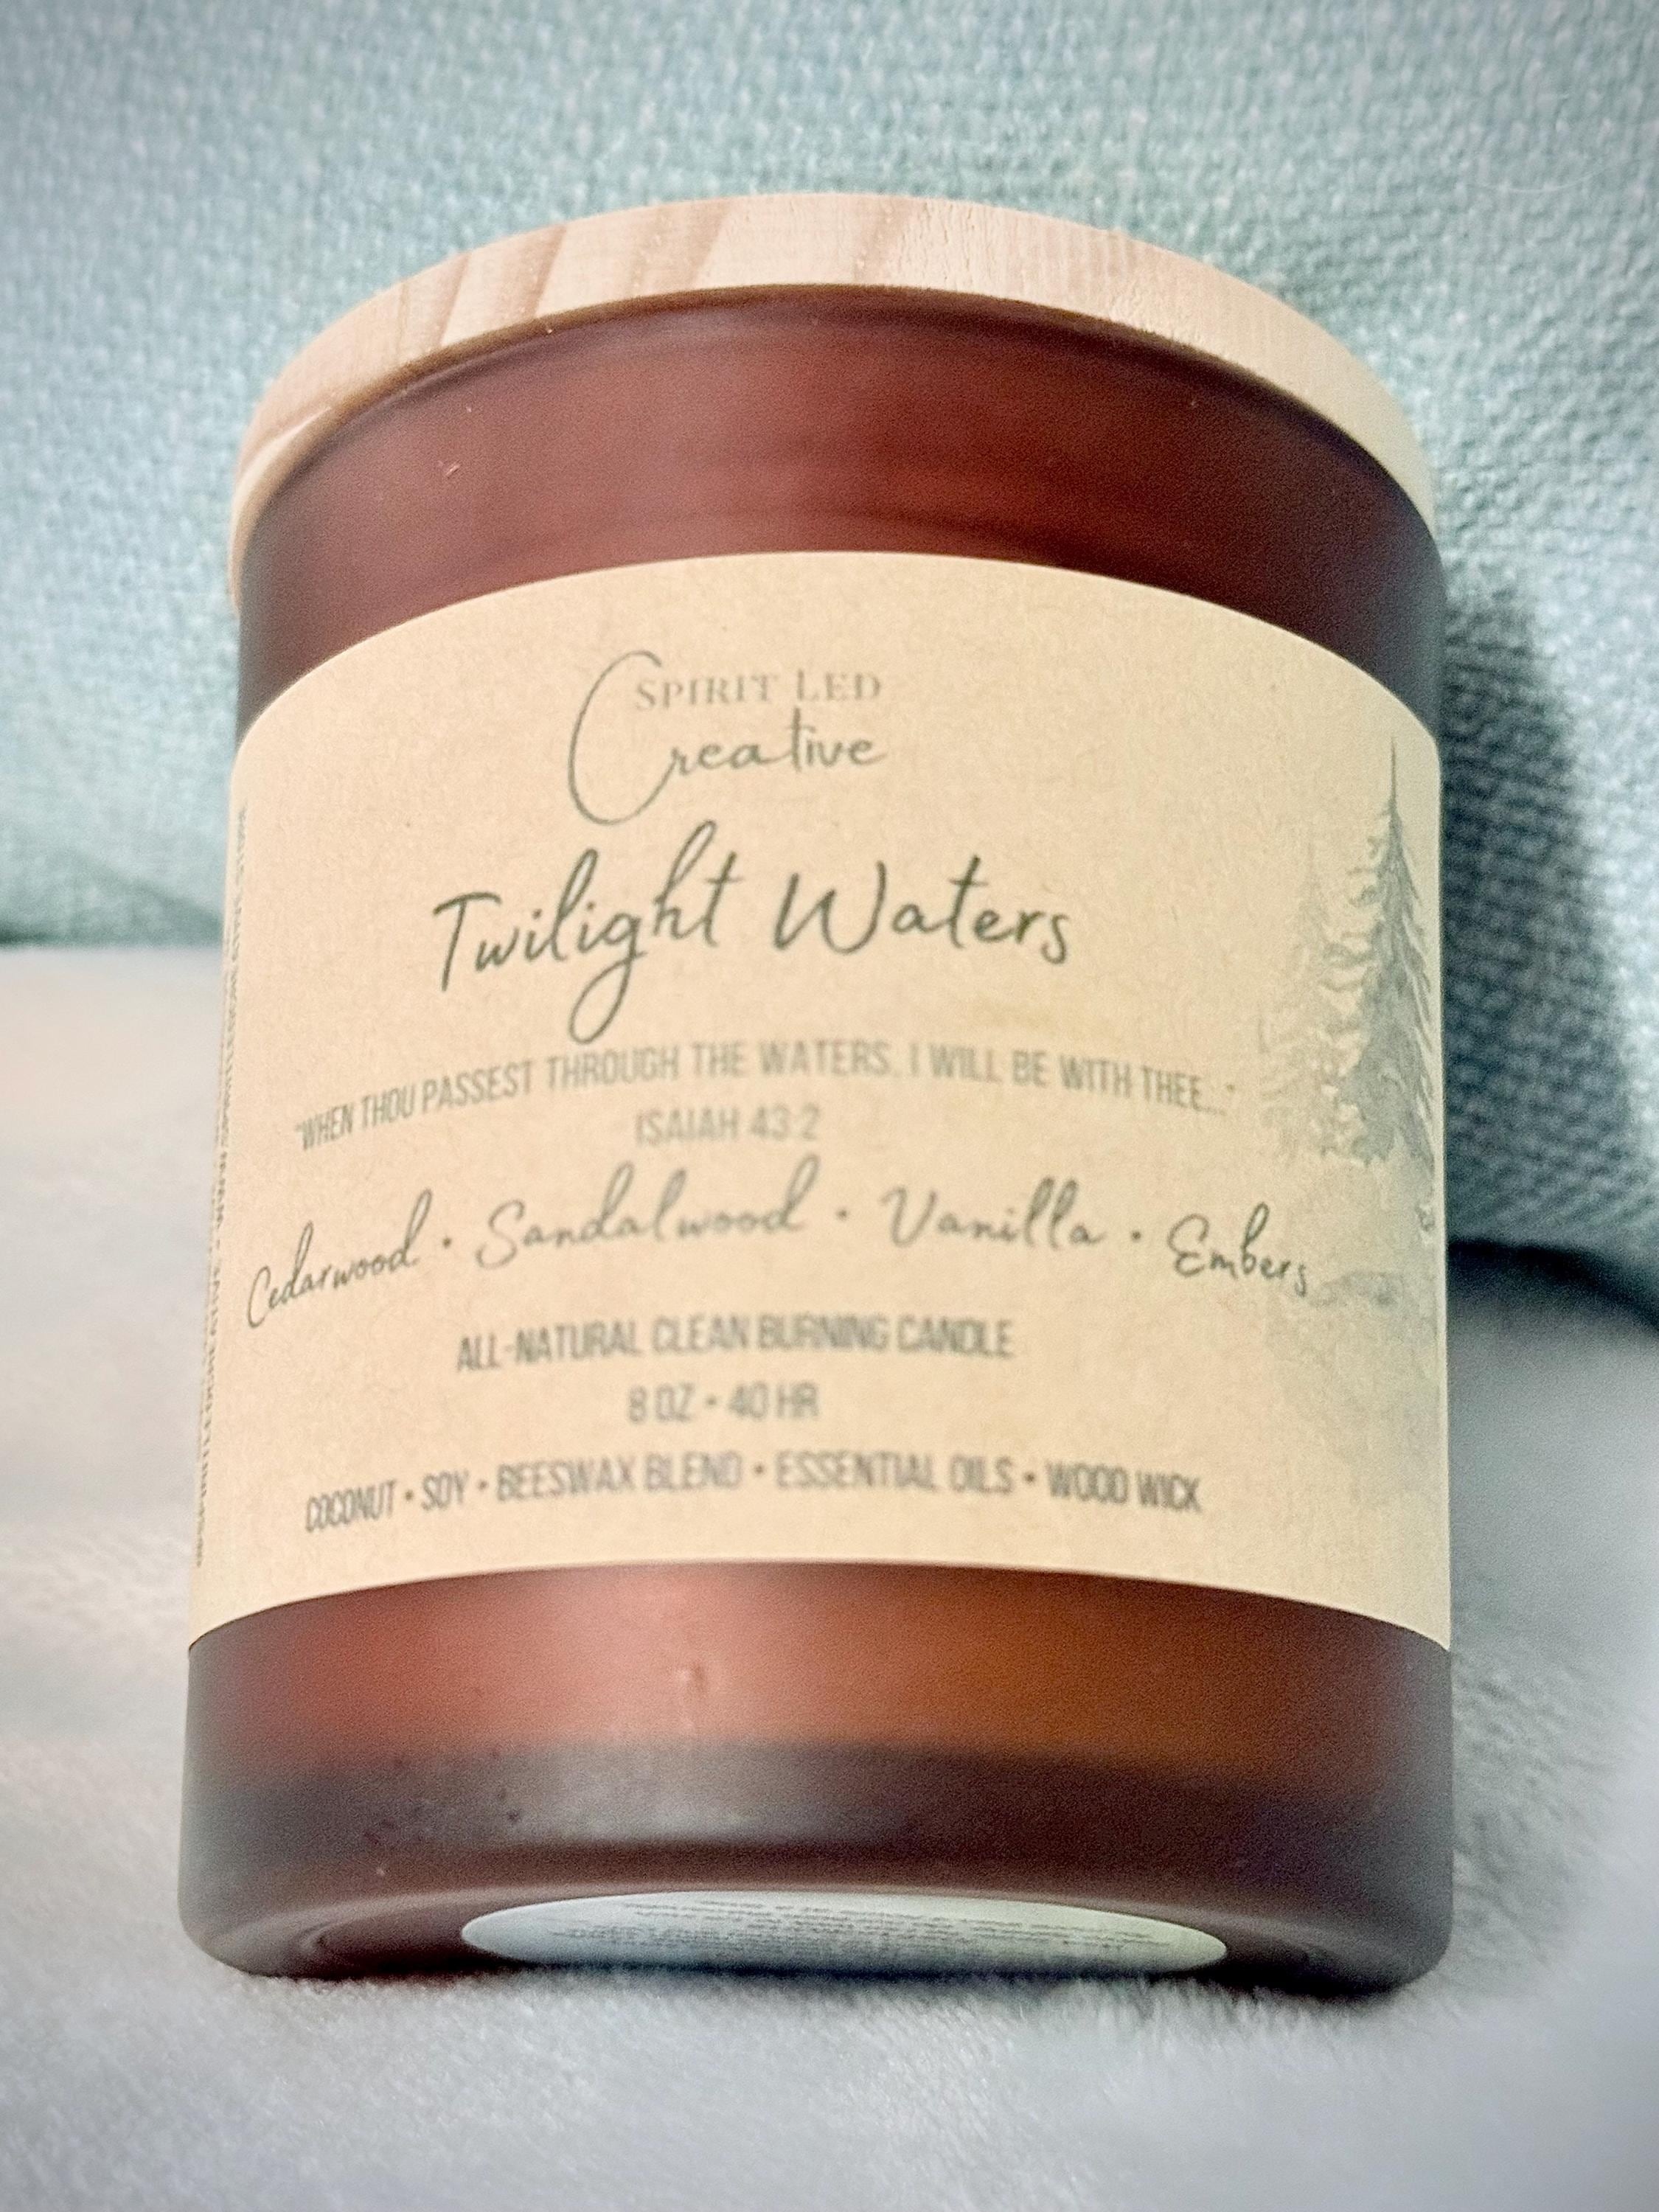 SPIRIT LED
Creative
Twilight Waters
"WHEN THOU PASSEST THROUGH THE WATERS, I WILL BE WITH THEE..."
ISAIAH 43:2
Cedarwood • Sandalwood • Vanilla • Embers
ALL-NATURAL CLEAN BURNING CANDLE
8 OZ • 40 HR
COCONUT • SOY • BEESWAX BLEND • ESSENTIAL OILS • WOOD WICK